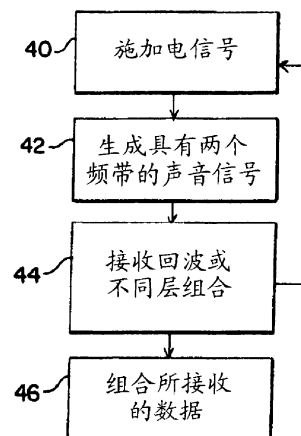 40
施加电信号
42
生成具有两个
频带的声音信号
44
接收回波或
不同层组合
46
组合所接收
的数据